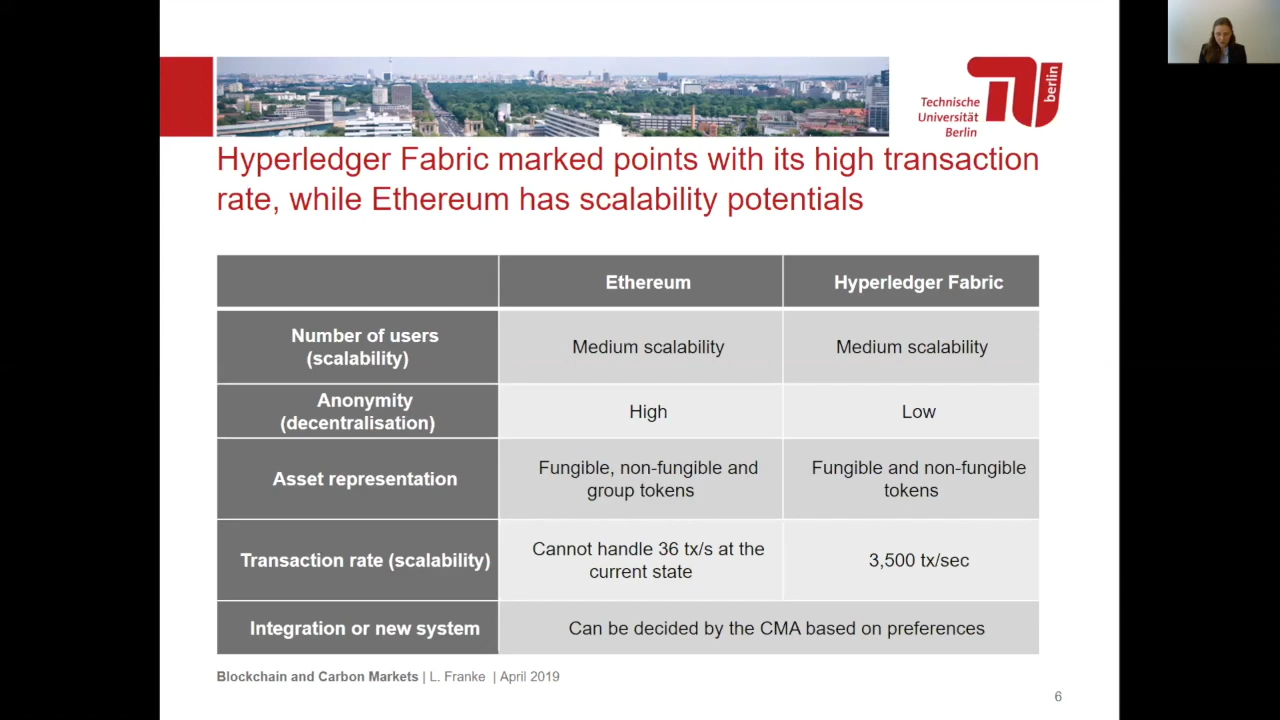 Technische
Universität
Berlin
berlin
Hyperledger Fabric marked points with its high transaction
rate, while Ethereum has scalability potentials
Ethereum
Hyperledger Fabric
Number of users
(scalability)
Medium scalability
Medium scalability
Anonymity
(decentralisation)
High
Low
Asset representation
Fungible, non-fungible and
group tokens
Fungible and non-fungible
tokens
Transaction rate (scalability)
Cannot handle 36 tx/s at the
current state
3,500 tx/sec
Integration or new system
Can be decided by the CMA based on preferences
Blockchain and Carbon Markets | L. Franke | April 2019
6